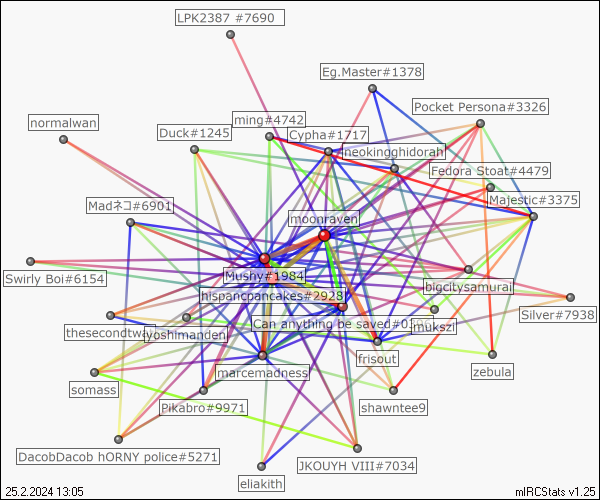 LPK2387 #7690
Eg.Master#1378
Pocket Persona#3326
normalwan
ming#4742
Duck#1245
Cypha#1717
neokingghidorah
Fedora Stoat#4479
Majestic#3375
Madネコ#6901
moonraven
Mushy#1984
Swirly Boi#6154
bigcitysamurai
hispancpancakes#2928
Silver#7938
Can anything be saved#0
mukszi
thesecondtwi
yoshimanden
frisout
zebula
marcemadness
somass
Pikabro#9971
shawntee9
DacobDacob hORNY police#5271
JKOUYH VIII#7034
eliakith
25.2.2024 13:05
mIRCStats v1.25